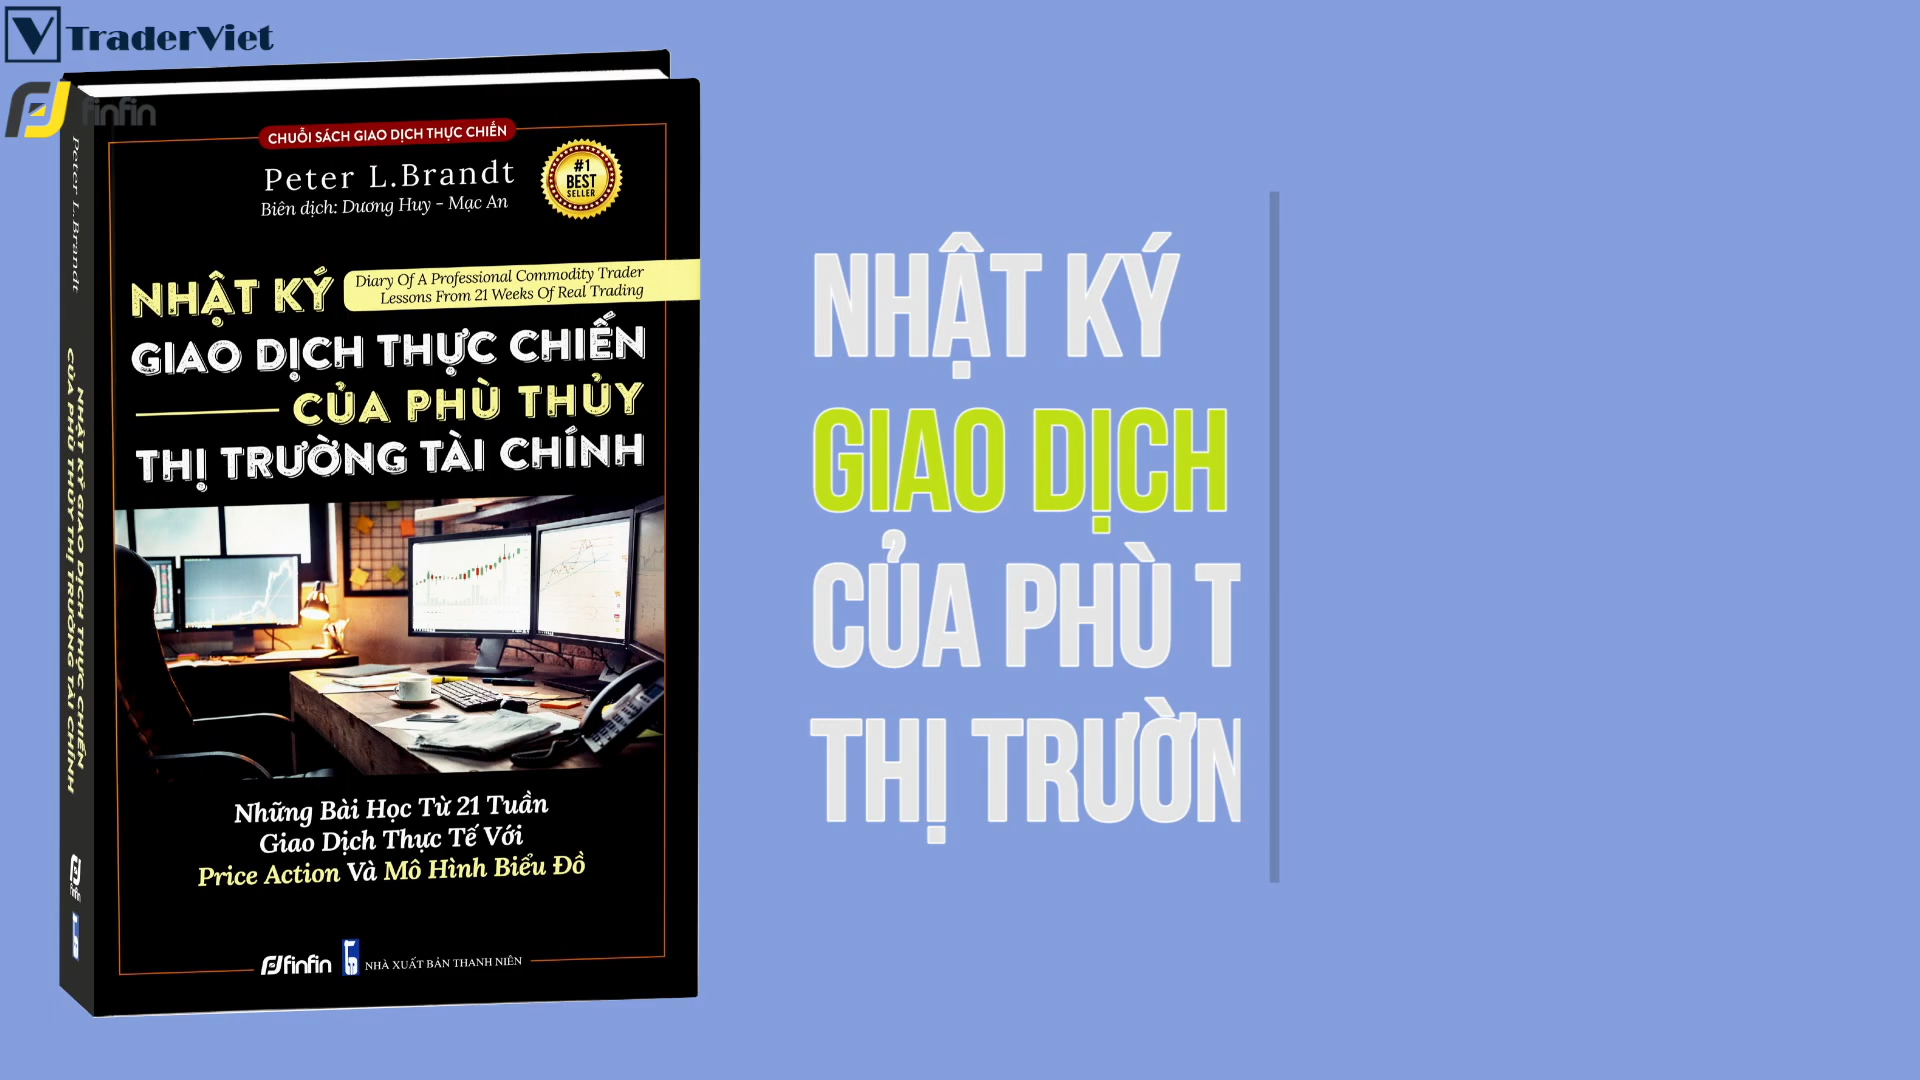 TraderViet
finfin
CHUỖI SÁCH GIAO DỊCH THỰC CHIẾN
Peter L.Brandt
Biên dịch: Dương Huy - Mạc An
#1
BEST
SELLER
NHẬT KÝ
Diary Of A Professional Commodity Trader
Lessons From 21 Weeks Of Real Trading
GIAO DỊCH THỰC CHIẾN
CỦA PHÙ THỦY
THỊ TRƯỜNG TÀI CHÍNH
Những Bài Học Từ 21 Tuần
Giao Dịch Thực Tế Với
Price Action Và Mô Hình Biểu Đồ
finfin
NHÀ XUẤT BẢN THANH NIÊN
Peter L.Brandt
NHẬT KÝ GIAO DỊCH THỰC CHIẾN
CỦA PHÙ THỦY THỊ TRƯỜNG TÀI CHÍNH
NHẬT KÝ
GIAO DỊCH
CỦA PHÙ T
THỊ TRƯỜN